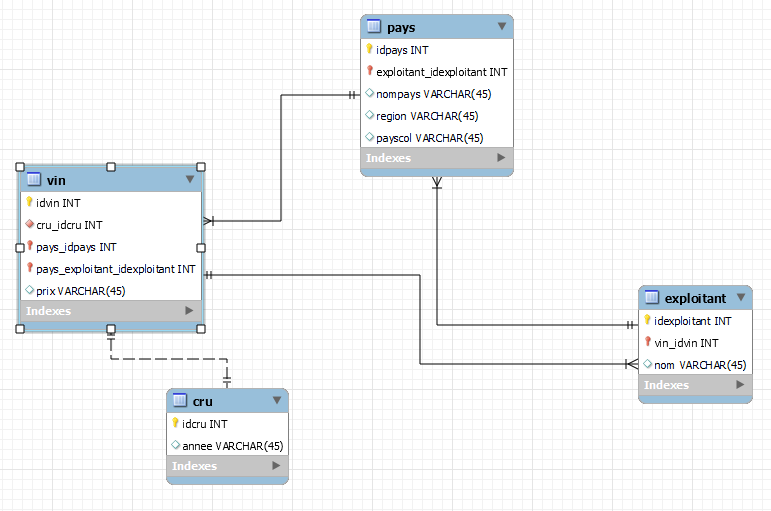 pays
idpays INT
exploitant_idexploitant INT
nompays VARCHAR(45)
region VARCHAR(45)
payscol VARCHAR(45)
Indexes
vin
idvin INT
cru_idcru INT
pays_idpays INT
pays_exploitant_idexploitant INT
prix VARCHAR(45)
Indexes
exploitant
idexploitant INT
vin_idvin INT
nom VARCHAR(45)
Indexes
cru
idcru INT
annee VARCHAR(45)
Indexes